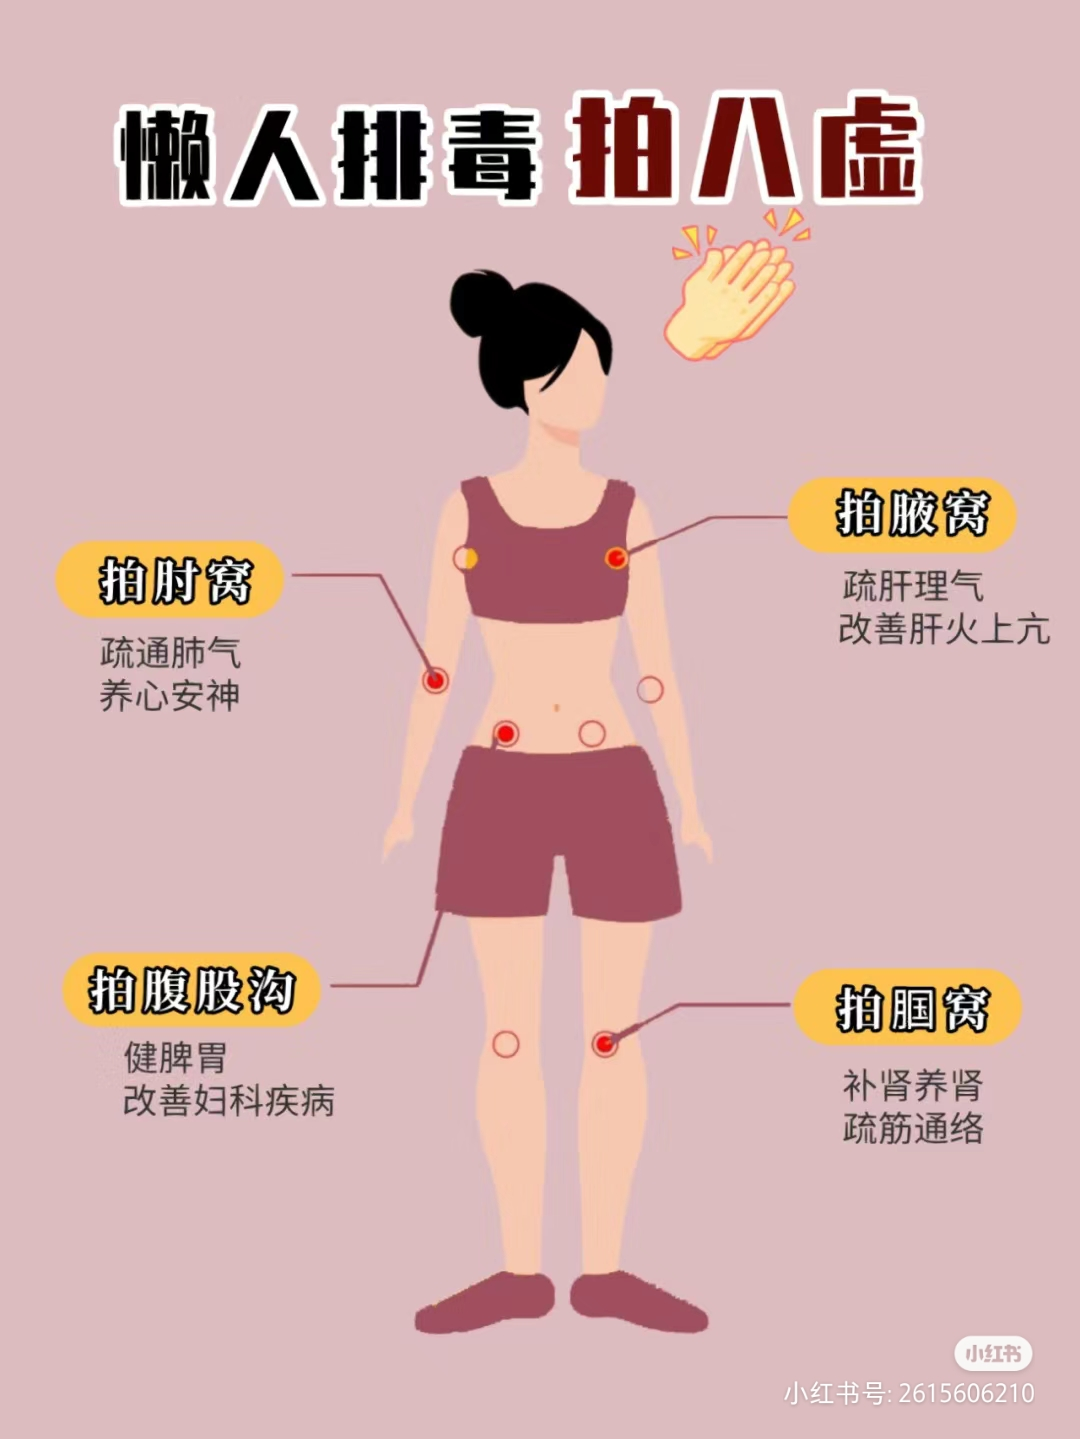 懒人排毒 拍八虚
拍腋窝
疏肝理气
改善肝火上亢
拍肘窝
疏通肺气
养心安神
拍腹股沟
健脾胃
改善妇科疾病
拍腘窝
补肾养肾
疏筋通络
小红书
小红书号: 2615606210